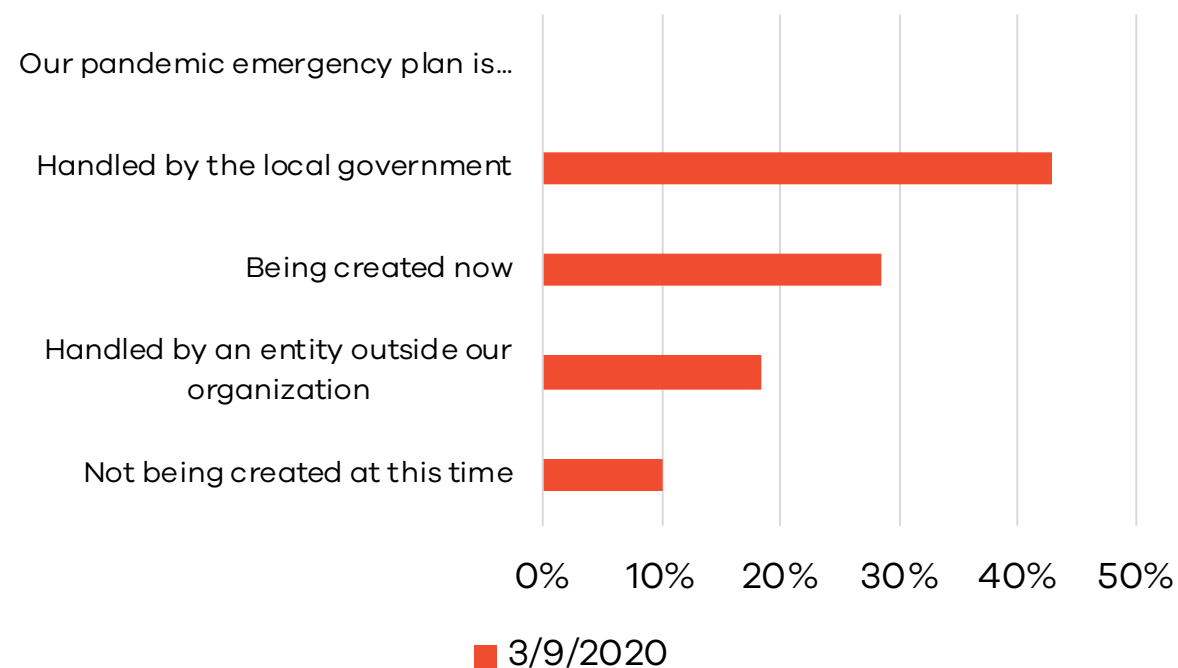 Our pandemic emergency plan is...
Handled by the local government
Being created now
Handled by an entity outside our
organization
Not being created at this time
0% 10% 20% 30% 40% 50%
3/9/2020